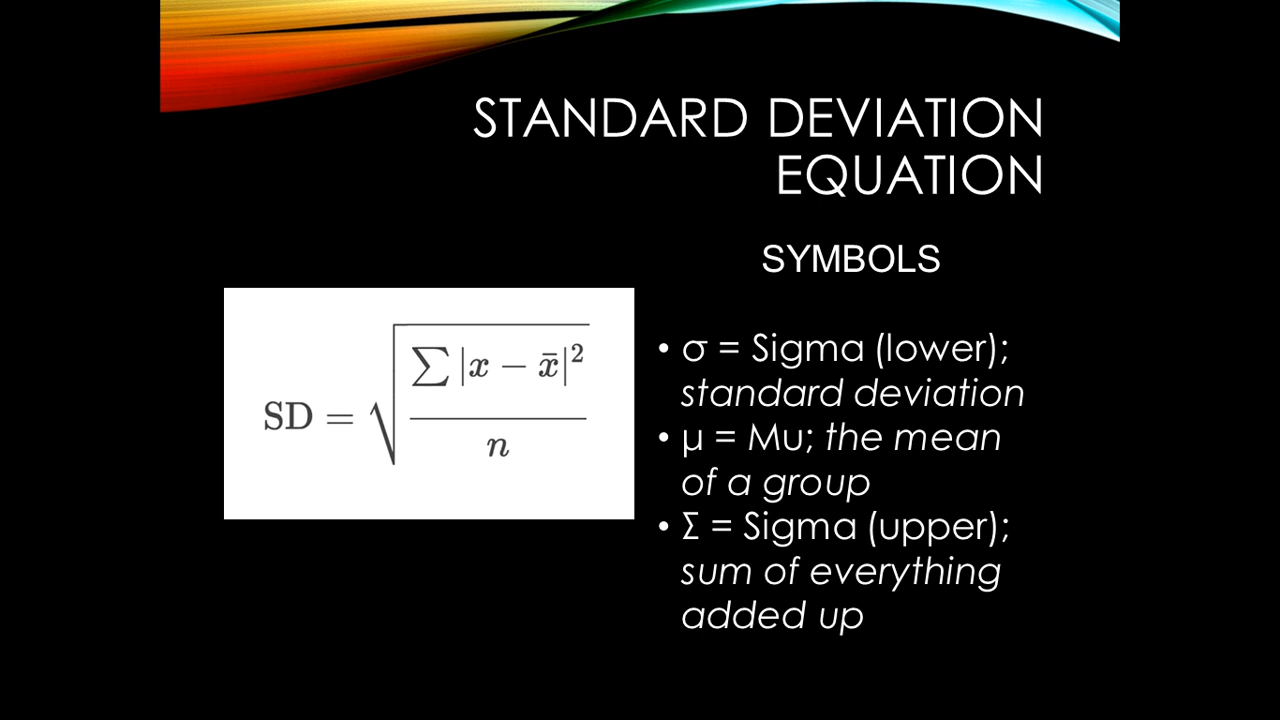 STANDARD DEVIATION
EQUATION
SYMBOLS
SD = √(∑|x − x̄|² / n)
• σ = Sigma (lower);
standard deviation
• μ = Mu; the mean
of a group
• Σ = Sigma (upper);
sum of everything
added up